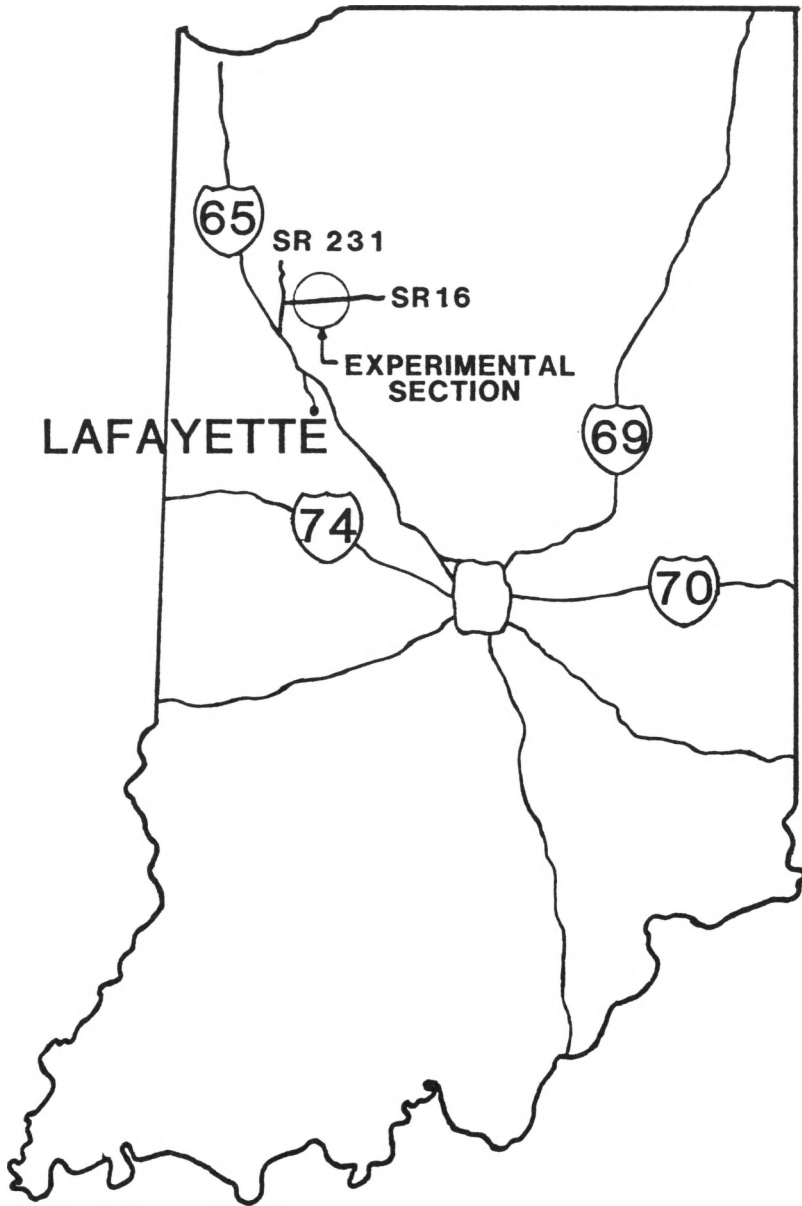 65
SR 231
SR16
EXPERIMENTAL
SECTION
LAFAYETTE
69
74
70